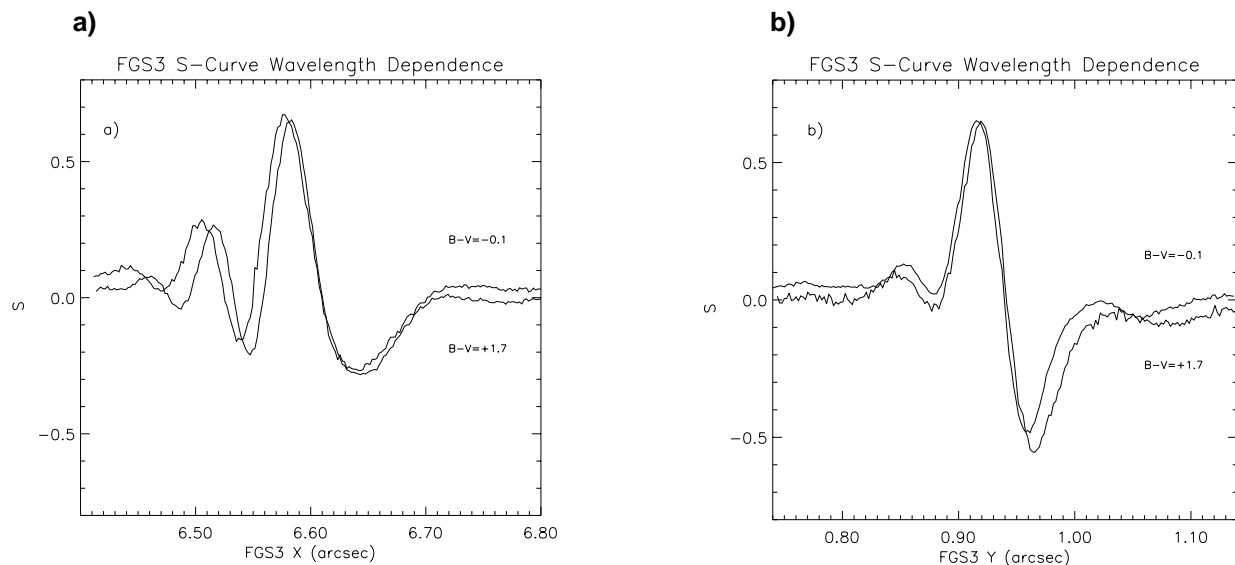 a)
FGS3 S-Curve Wavelength Dependence
a)
0.5
0.0
-0.5
S
B-V=-0.1
B-V=+1.7
6.50
6.60
6.70
6.80
FGS3 X (arcsec)
b)
FGS3 S-Curve Wavelength Dependence
b)
0.5
0.0
-0.5
S
B-V=-0.1
B-V=+1.7
0.80
0.90
1.00
1.10
FGS3 Y (arcsec)